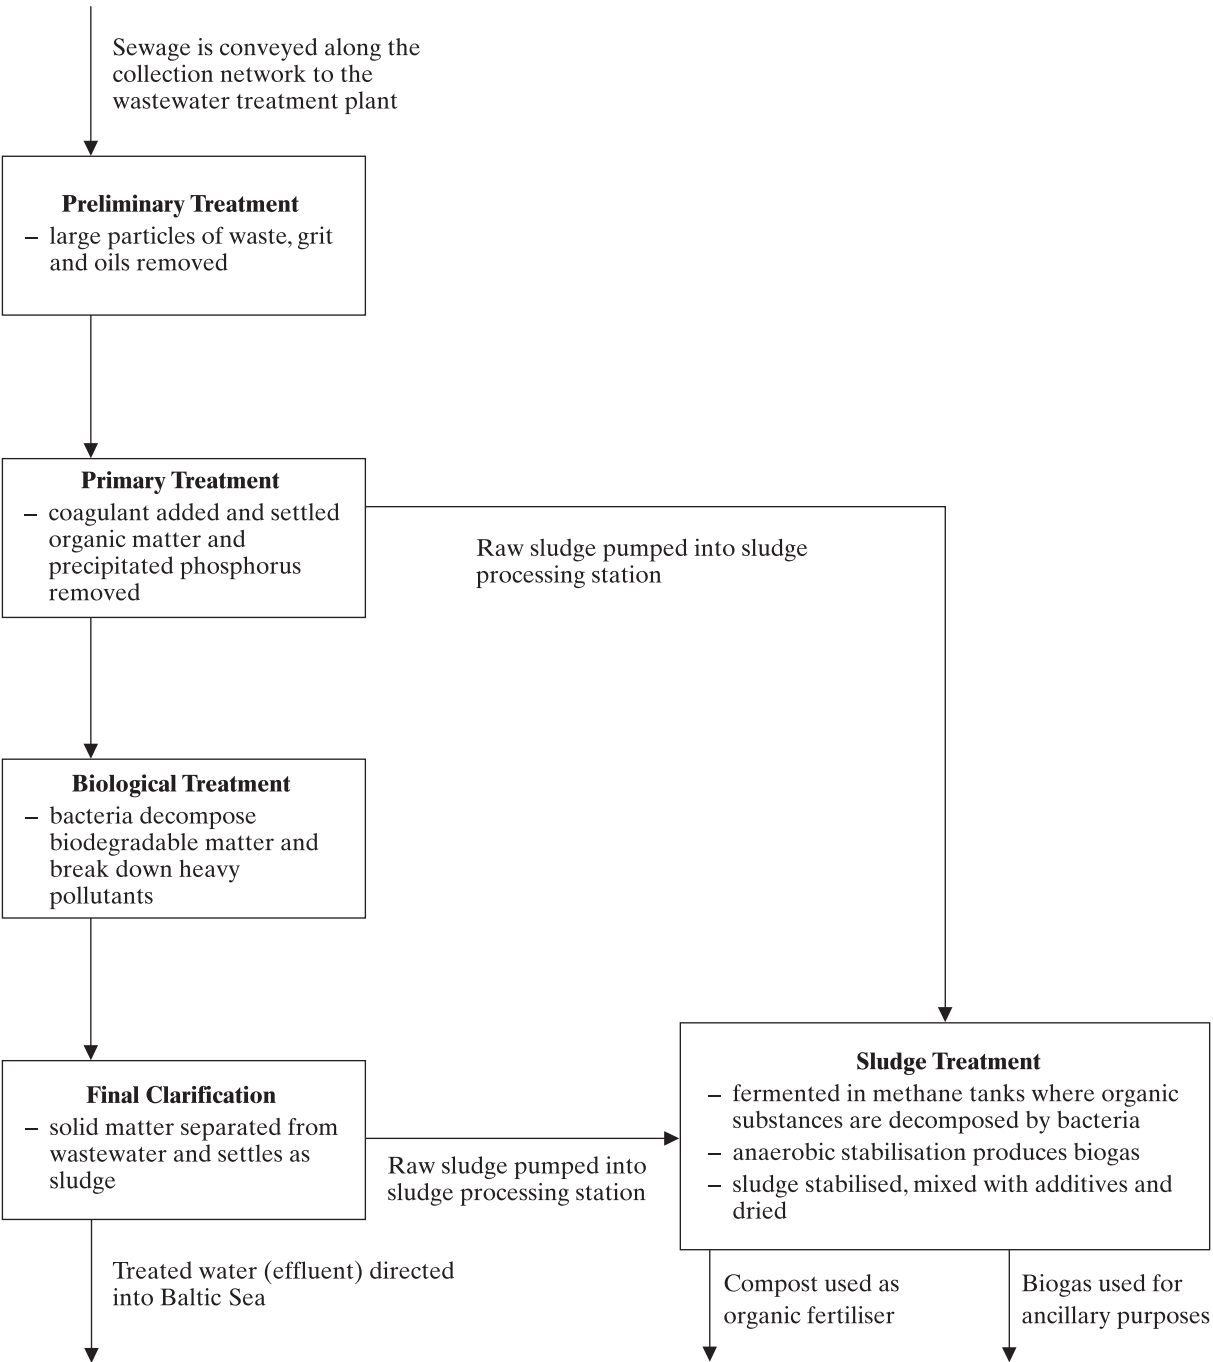 Sewage is conveyed along the
collection network to the
wastewater treatment plant
Preliminary Treatment
– large particles of waste, grit
and oils removed
Primary Treatment
– coagulant added and settled
organic matter and
precipitated phosphorus
removed
Raw sludge pumped into sludge
processing station
Biological Treatment
– bacteria decompose
biodegradable matter and
break down heavy
pollutants
Final Clarification
– solid matter separated from
wastewater and settles as
sludge
Raw sludge pumped into
sludge processing station
Sludge Treatment
– fermented in methane tanks where organic
substances are decomposed by bacteria
– anaerobic stabilisation produces biogas
– sludge stabilised, mixed with additives and
dried
Treated water (effluent) directed
into Baltic Sea
Compost used as
organic fertiliser
Biogas used for
ancillary purposes